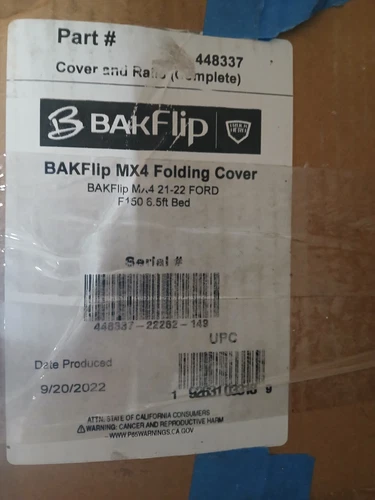 Part #
448337
Cover and Rails (Complete)
BAKFlip
BAKFlip MX4 Folding Cover
BAKFlip MX4 21-22 FORD
F150 6.5ft Bed
Serial #
448337-22262-149
UPC
Date Produced
9/20/2022
ATTN: STATE OF CALIFORNIA CONSUMERS
WARNING: CANCER AND REPRODUCTIVE HARM
WWW.P65WARNINGS.CA.GOV